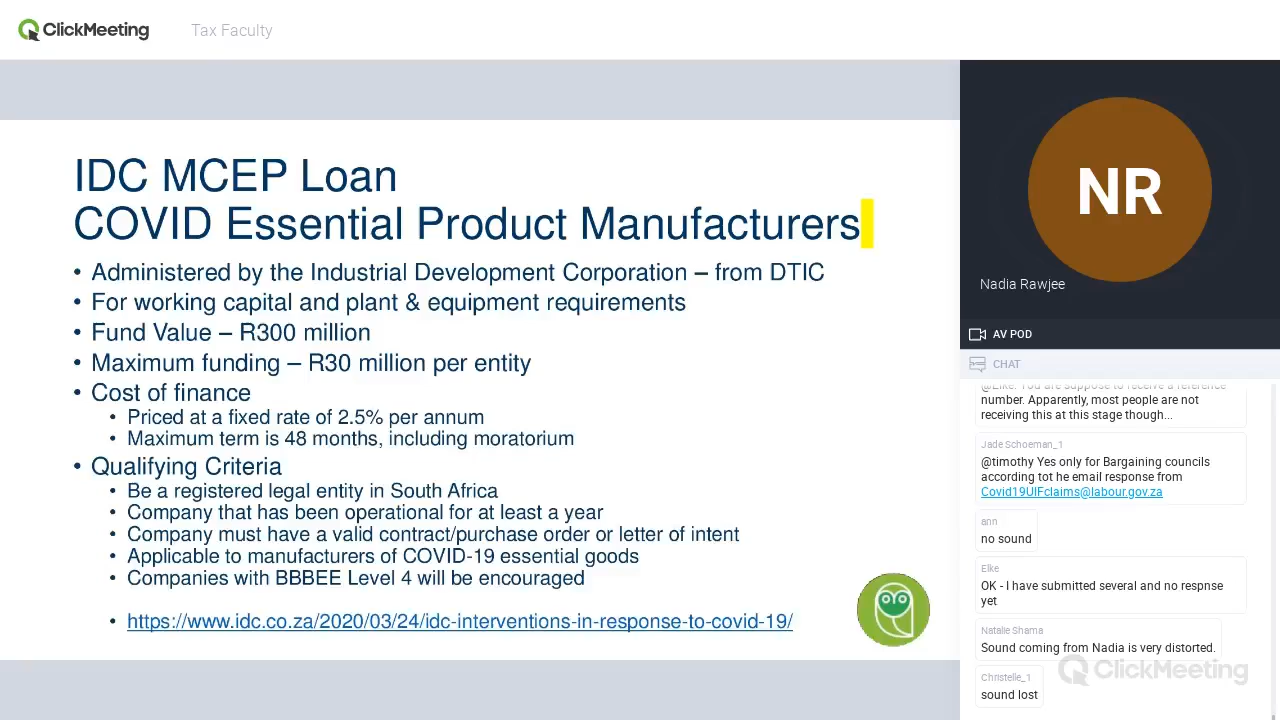 ClickMeeting
Tax Faculty
IDC MCEP Loan
COVID Essential Product Manufacturers
• Administered by the Industrial Development Corporation – from DTIC
• For working capital and plant & equipment requirements
• Fund Value – R300 million
• Maximum funding – R30 million per entity
• Cost of finance
• Priced at a fixed rate of 2.5% per annum
• Maximum term is 48 months, including moratorium
• Qualifying Criteria
• Be a registered legal entity in South Africa
• Company that has been operational for at least a year
• Company must have a valid contract/purchase order or letter of intent
• Applicable to manufacturers of COVID-19 essential goods
• Companies with BBBEE Level 4 will be encouraged
• https://www.idc.co.za/2020/03/24/idc-interventions-in-response-to-covid-19/
NR
Nadia Rawjee
AV POD
CHAT
@Elke: You are suppose to receive a reference
number. Apparently, most people are not
receiving this at this stage though...
Jade Schoeman_1
@timothy Yes only for Bargaining councils
according tot he email response from
Covid19UIFclaims@labour.gov.za
ann
no sound
Elke
OK - I have submitted several and no respnse
yet
Natalie Shama
Sound coming from Nadia is very distorted.
Christelle_1
sound lost
ClickMeeting